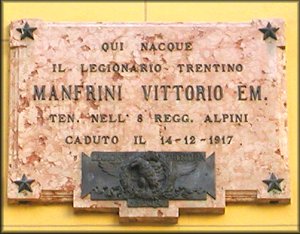 QUI NACQUE
IL LEGIONARIO TRENTINO
MANFRINI VITTORIO EM.
TEN. NELL' 8 REGG. ALPINI
CADUTO IL 14-12-1917